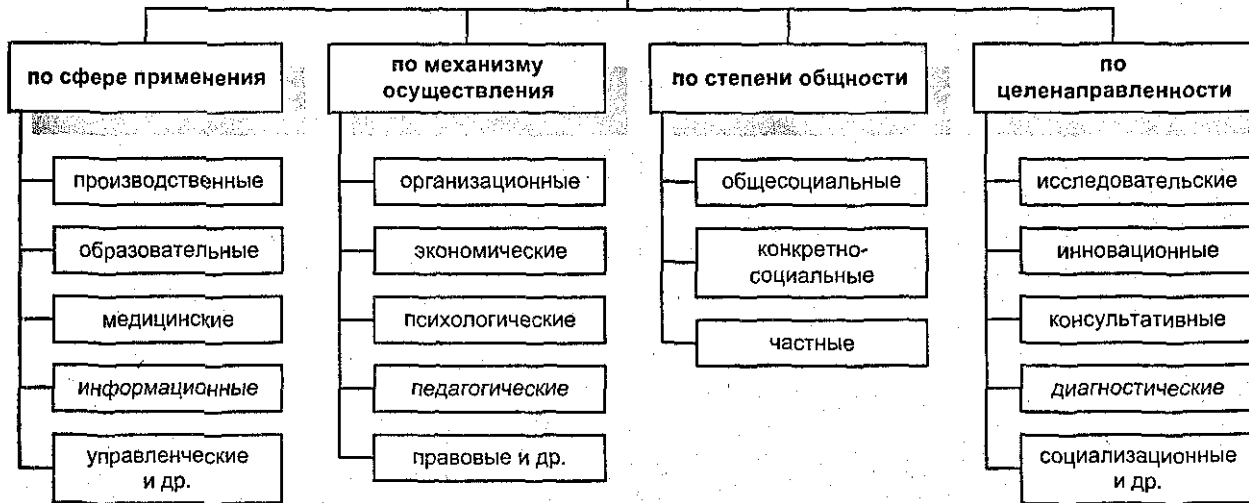 по сфере применения
производственные
образовательные
медицинские
информационные
управленческие
и др.
по механизму
осуществления
организационные
экономические
психологические
педагогические
правовые и др.
по степени общности
общесоциальные
конкретно-
социальные
частные
по
целенаправленности
исследовательские
инновационные
консультативные
диагностические
социализационные
и др.